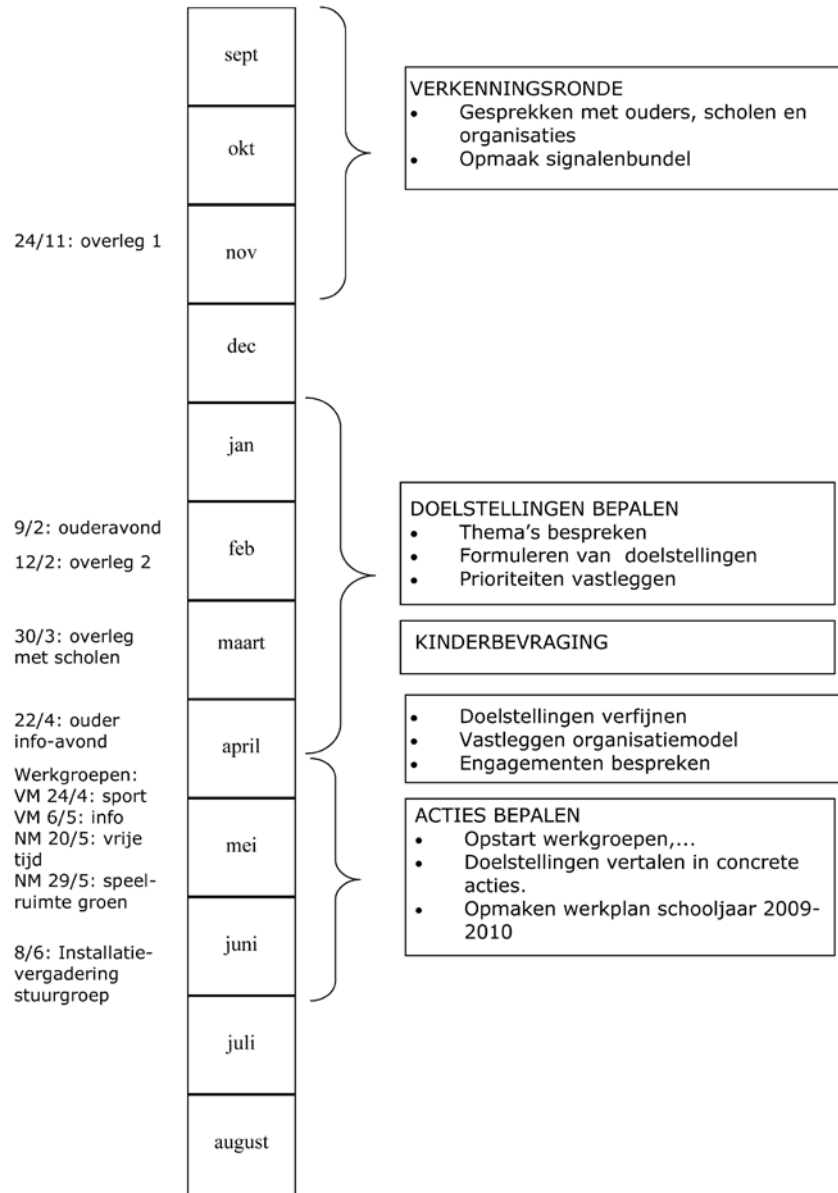 sept
okt
nov
dec
jan
feb
maart
april
mei
juni
juli
august
24/11: overleg 1
9/2: ouderavond
12/2: overleg 2
30/3: overleg
met scholen
22/4: ouder
info-avond
Werkgroepen:
VM 24/4: sport
VM 6/5: info
NM 20/5: vrije
tijd
NM 29/5: speel-
ruimte groen
8/6: Installatie-
vergadering
stuurgroep
VERKENNINGSRONDE
• Gesprekken met ouders, scholen en
organisaties
• Opmaak signalenbundel
DOELSTELLINGEN BEPALEN
• Thema's bespreken
• Formuleren van doelstellingen
• Prioriteiten vastleggen
KINDERBEVRAGING
• Doelstellingen verfijnen
• Vastleggen organisatiemodel
• Engagementen bespreken
ACTIES BEPALEN
• Opstart werkgroepen,...
• Doelstellingen vertalen in concrete
acties.
• Opmaken werkplan schooljaar 2009-
2010